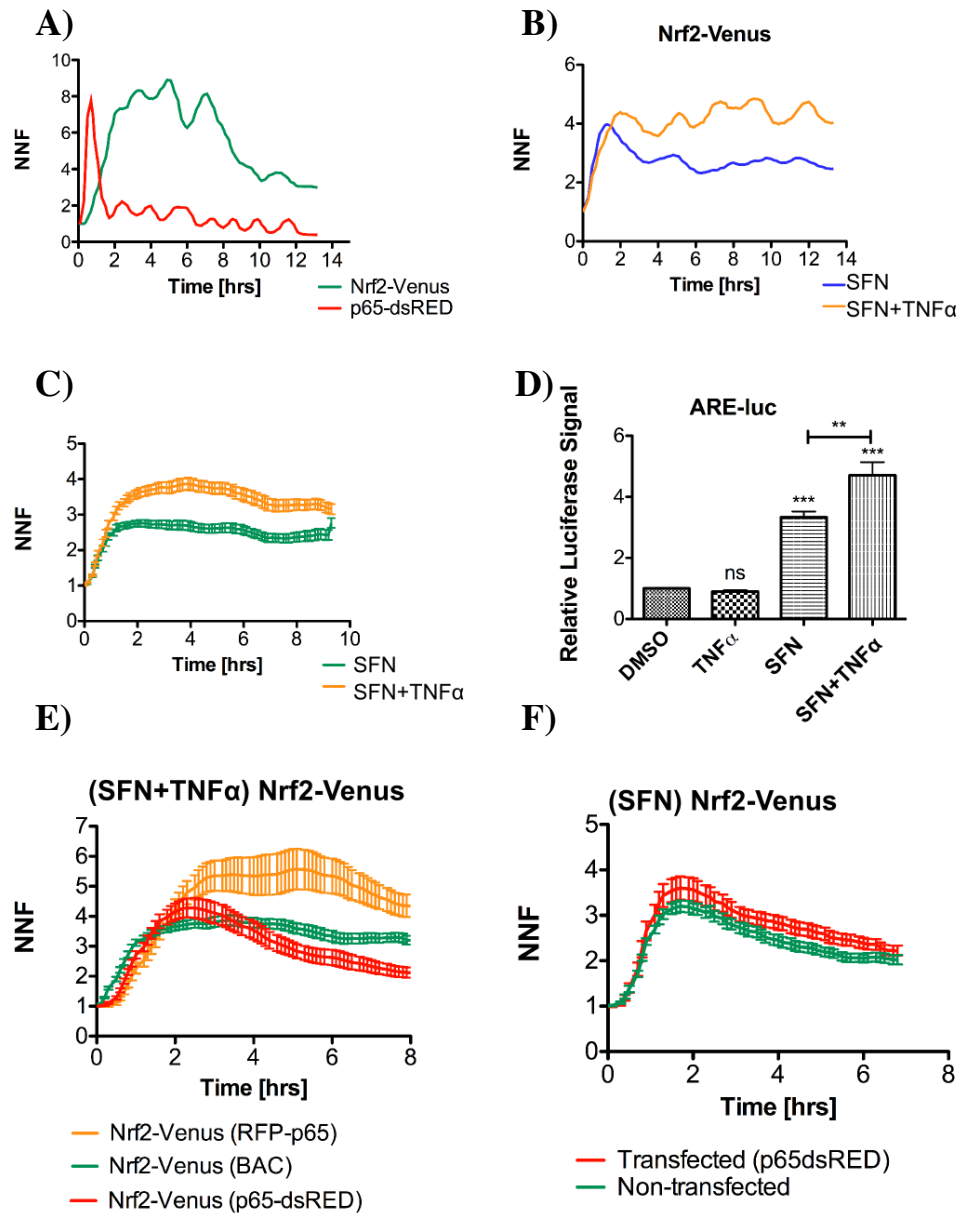 A)
NNF
10
8
6
4
2
0
0 2 4 6 8 10 12 14
Time [hrs]
Nrf2-Venus
p65-dsRED
B)
Nrf2-Venus
NNF
6
4
2
0
0 2 4 6 8 10 12 14
Time [hrs]
SFN
SFN+TNFα
C)
NNF
5
4
3
2
1
0
0 2 4 6 8 10
Time [hrs]
SFN
SFN+TNFα
D)
ARE-luc
Relative Luciferase Signal
6
4
2
0
**
***
***
ns
DMSO
TNFα
SFN
SFN+TNFα
E)
(SFN+TNFα) Nrf2-Venus
NNF
7
6
5
4
3
2
1
0
0 2 4 6 8
Time [hrs]
Nrf2-Venus (RFP-p65)
Nrf2-Venus (BAC)
Nrf2-Venus (p65-dsRED)
F)
(SFN) Nrf2-Venus
NNF
5
4
3
2
1
0
0 2 4 6 8
Time [hrs]
Transfected (p65dsRED)
Non-transfected